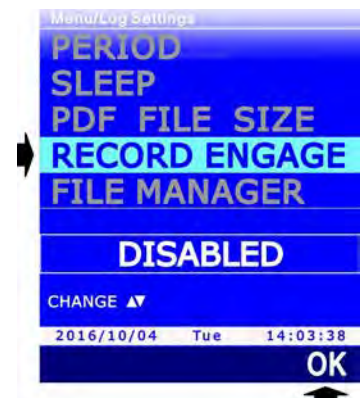 Menu/Log Settings
PERIOD
SLEEP
PDF FILE SIZE
RECORD ENGAGE
FILE MANAGER
DISABLED
CHANGE ▲▼
2016/10/04 Tue 14:03:38
OK